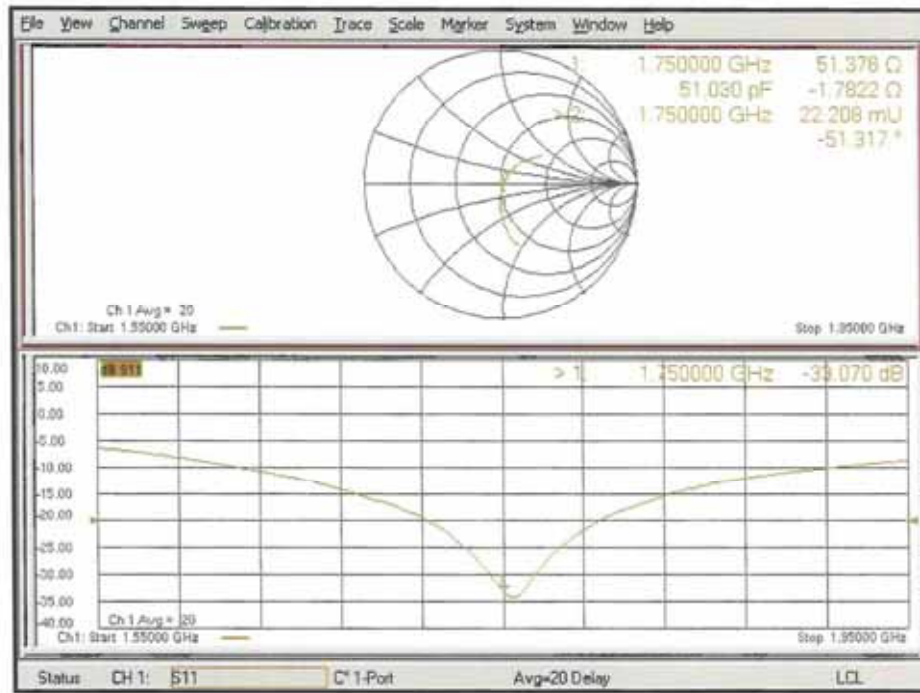 File View Channel Sweep Calibration Trace Scale Marker System Window Help
1: 1.750000 GHz 51.378 Ω
51.030 pF -1.7822 Ω
> 2: 1.750000 GHz 22.208 mU
-51.317 °
Ch 1 Avg = 20
Ch1: Start 1.55000 GHz
Stop 1.95000 GHz
10.00
dB S11
> 1: 1.750000 GHz -33.070 dB
5.00
0.00
-5.00
-10.00
-15.00
-20.00
-25.00
-30.00
-35.00
-40.00
Ch 1 Avg = 20
Ch1: Start 1.55000 GHz
Stop 1.95000 GHz
Status CH 1: S11 C* 1-Port Avg=20 Delay LCL